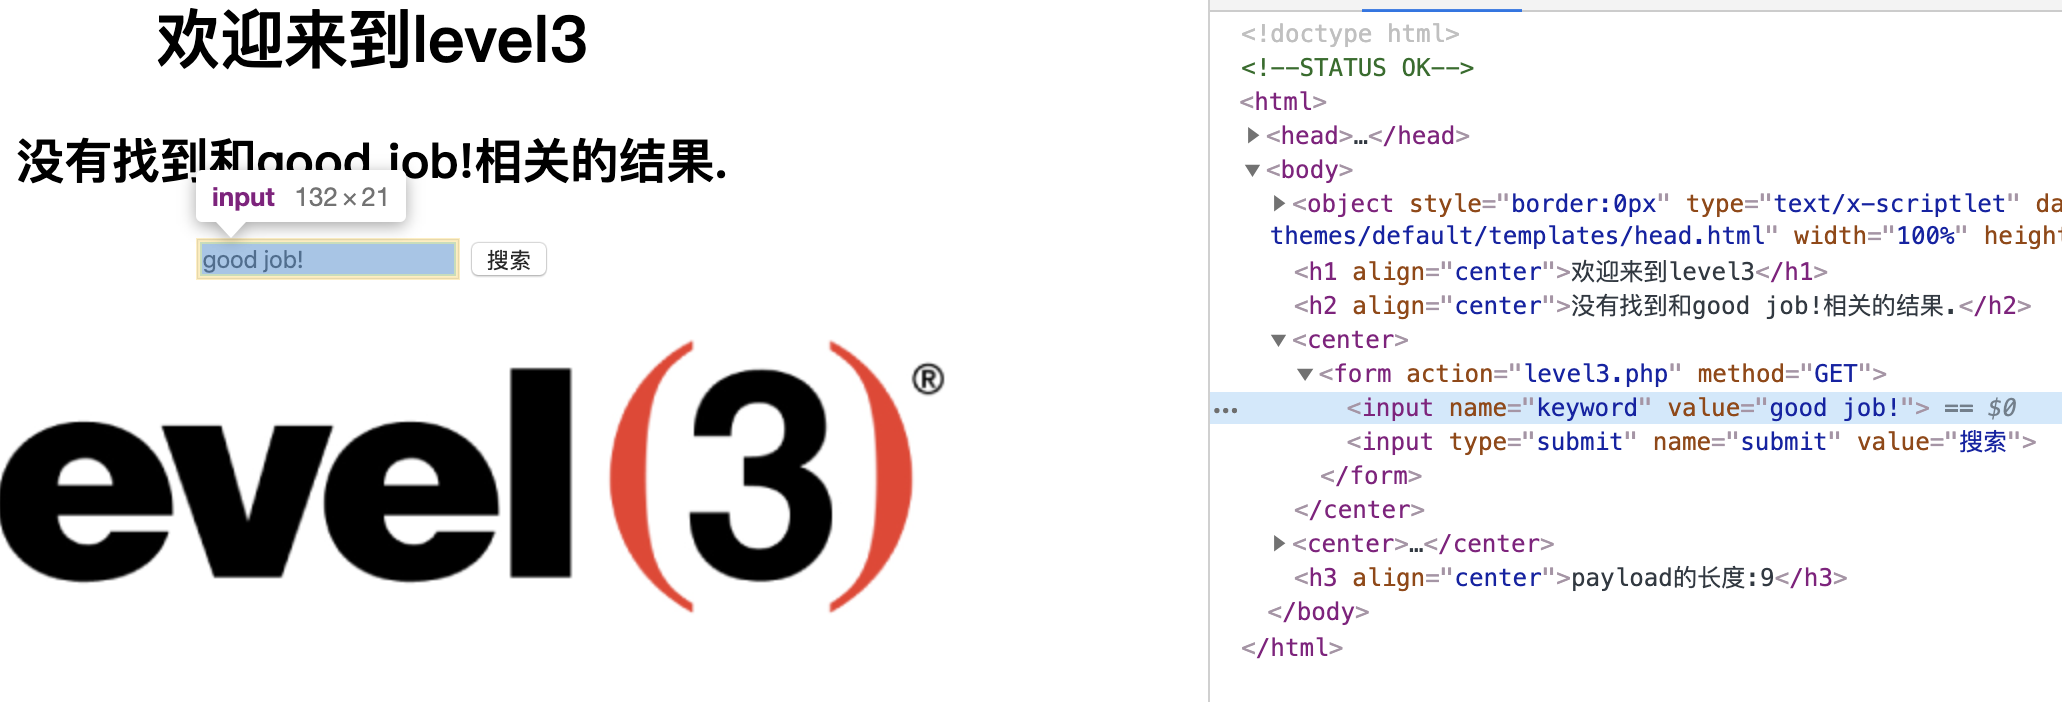 欢迎来到level3
没有找到和good job!相关的结果.
input 132×21
good job! 搜索
evel(3)®
<!doctype html>
<!--STATUS OK-->
<html>
<head>…</head>
<body>
<object style="border:0px" type="text/x-scriptlet" da
themes/default/templates/head.html" width="100%" height
<h1 align="center">欢迎来到level3</h1>
<h2 align="center">没有找到和good job!相关的结果.</h2>
<center>
<form action="level3.php" method="GET">
<input name="keyword" value="good job!"> == $0
<input type="submit" name="submit" value="搜索">
</form>
</center>
<center>…</center>
<h3 align="center">payload的长度:9</h3>
</body>
</html>